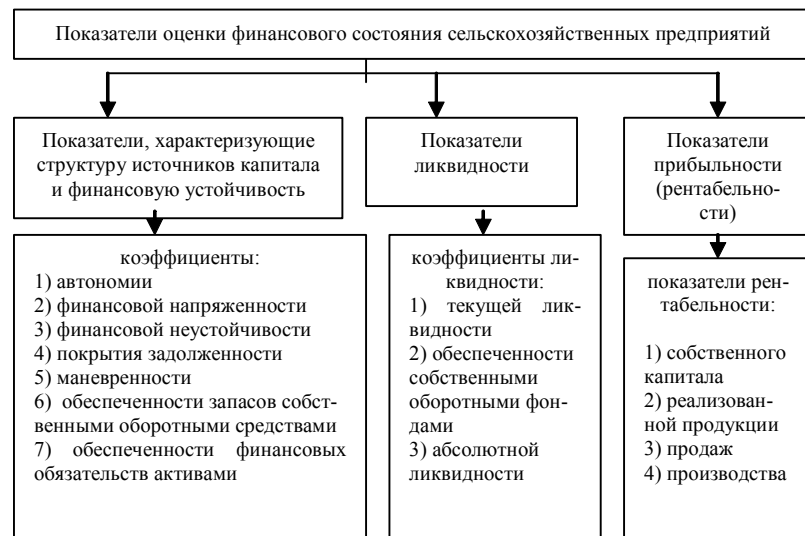 Показатели оценки финансового состояния сельскохозяйственных предприятий
Показатели, характеризующие
структуру источников капитала
и финансовую устойчивость
Показатели
ликвидности
Показатели
прибыльности
(рентабельно-
сти)
коэффициенты:
1) автономии
2) финансовой напряженности
3) финансовой неустойчивости
4) покрытия задолженности
5) маневренности
6) обеспеченности запасов собст-
венными оборотными средствами
7) обеспеченности финансовых
обязательств активами
коэффициенты ли-
квидности:
1) текущей лик-
видности
2) обеспеченности
собственными
оборотными фон-
дами
3) абсолютной
ликвидности
показатели рен-
табельности:
1) собственного
капитала
2) реализован-
ной продукции
3) продаж
4) производства